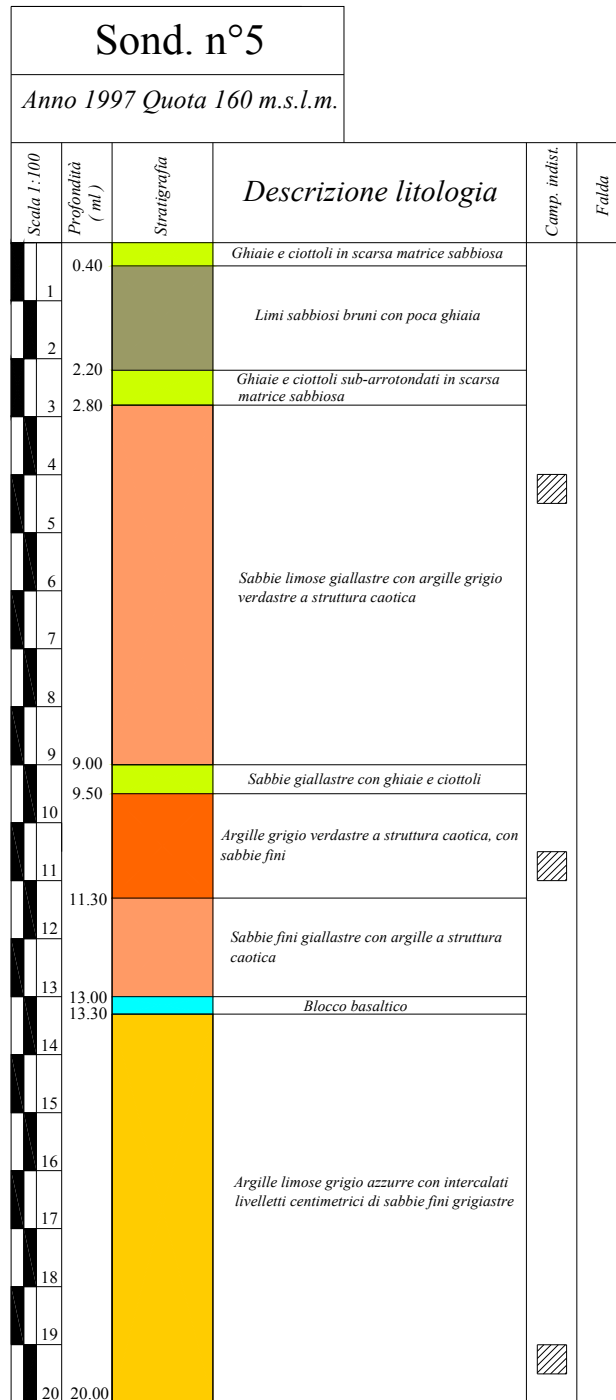 Sond. n°5
Anno 1997 Quota 160 m.s.l.m.
Scala 1:100
Profondità
( ml )
Stratigrafia
Descrizione litologia
Camp. indist.
Falda
Ghiaie e ciottoli in scarsa matrice sabbiosa
0.40
1
Limi sabbiosi bruni con poca ghiaia
2
2.20
Ghiaie e ciottoli sub-arrotondati in scarsa
matrice sabbiosa
3
2.80
4
5
6
Sabbie limose giallastre con argille grigio
verdastre a struttura caotica
7
8
9
9.00
Sabbie giallastre con ghiaie e ciottoli
9.50
10
Argille grigio verdastre a struttura caotica, con
sabbie fini
11
11.30
12
Sabbie fini giallastre con argille a struttura
caotica
13
13.00
Blocco basaltico
13.30
14
15
16
Argille limose grigio azzurre con intercalati
livelletti centimetrici di sabbie fini grigiastre
17
18
19
20
20.00